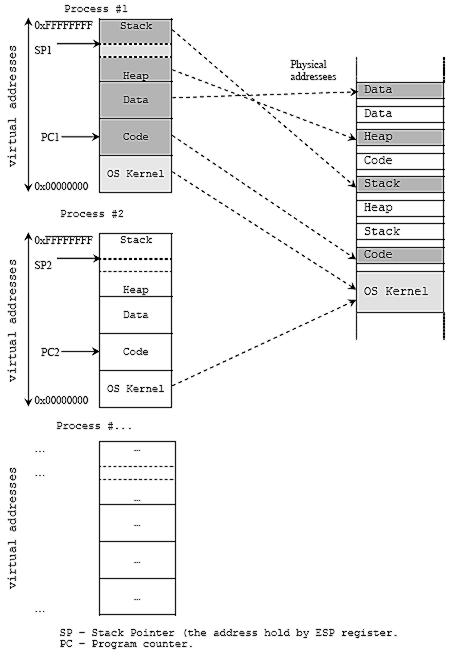 Process #1
0xFFFFFFFF
Stack
SP1
Heap
Data
PC1
Code
OS Kernel
0x00000000
virtual addresses
Physical
addressees
Data
Data
Heap
Code
Stack
Heap
Stack
Code
OS Kernel
Process #2
0xFFFFFFFF
Stack
SP2
Heap
Data
PC2
Code
OS Kernel
0x00000000
virtual addresses
Process #...
... ...
...
...
...
...
... ...
virtual addresses
SP – Stack Pointer (the address hold by ESP register.
PC – Program counter.